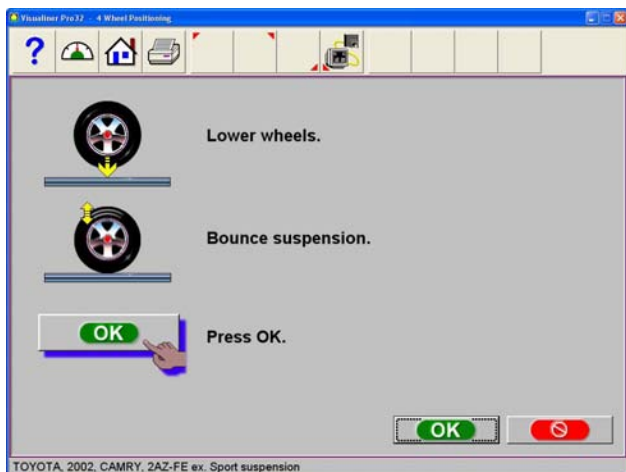 Visualiner Pro32 - 4 Wheel Positioning
?
Lower wheels.
Bounce suspension.
OK
Press OK.
OK
TOYOTA, 2002, CAMRY, 2AZ-FE ex. Sport suspension